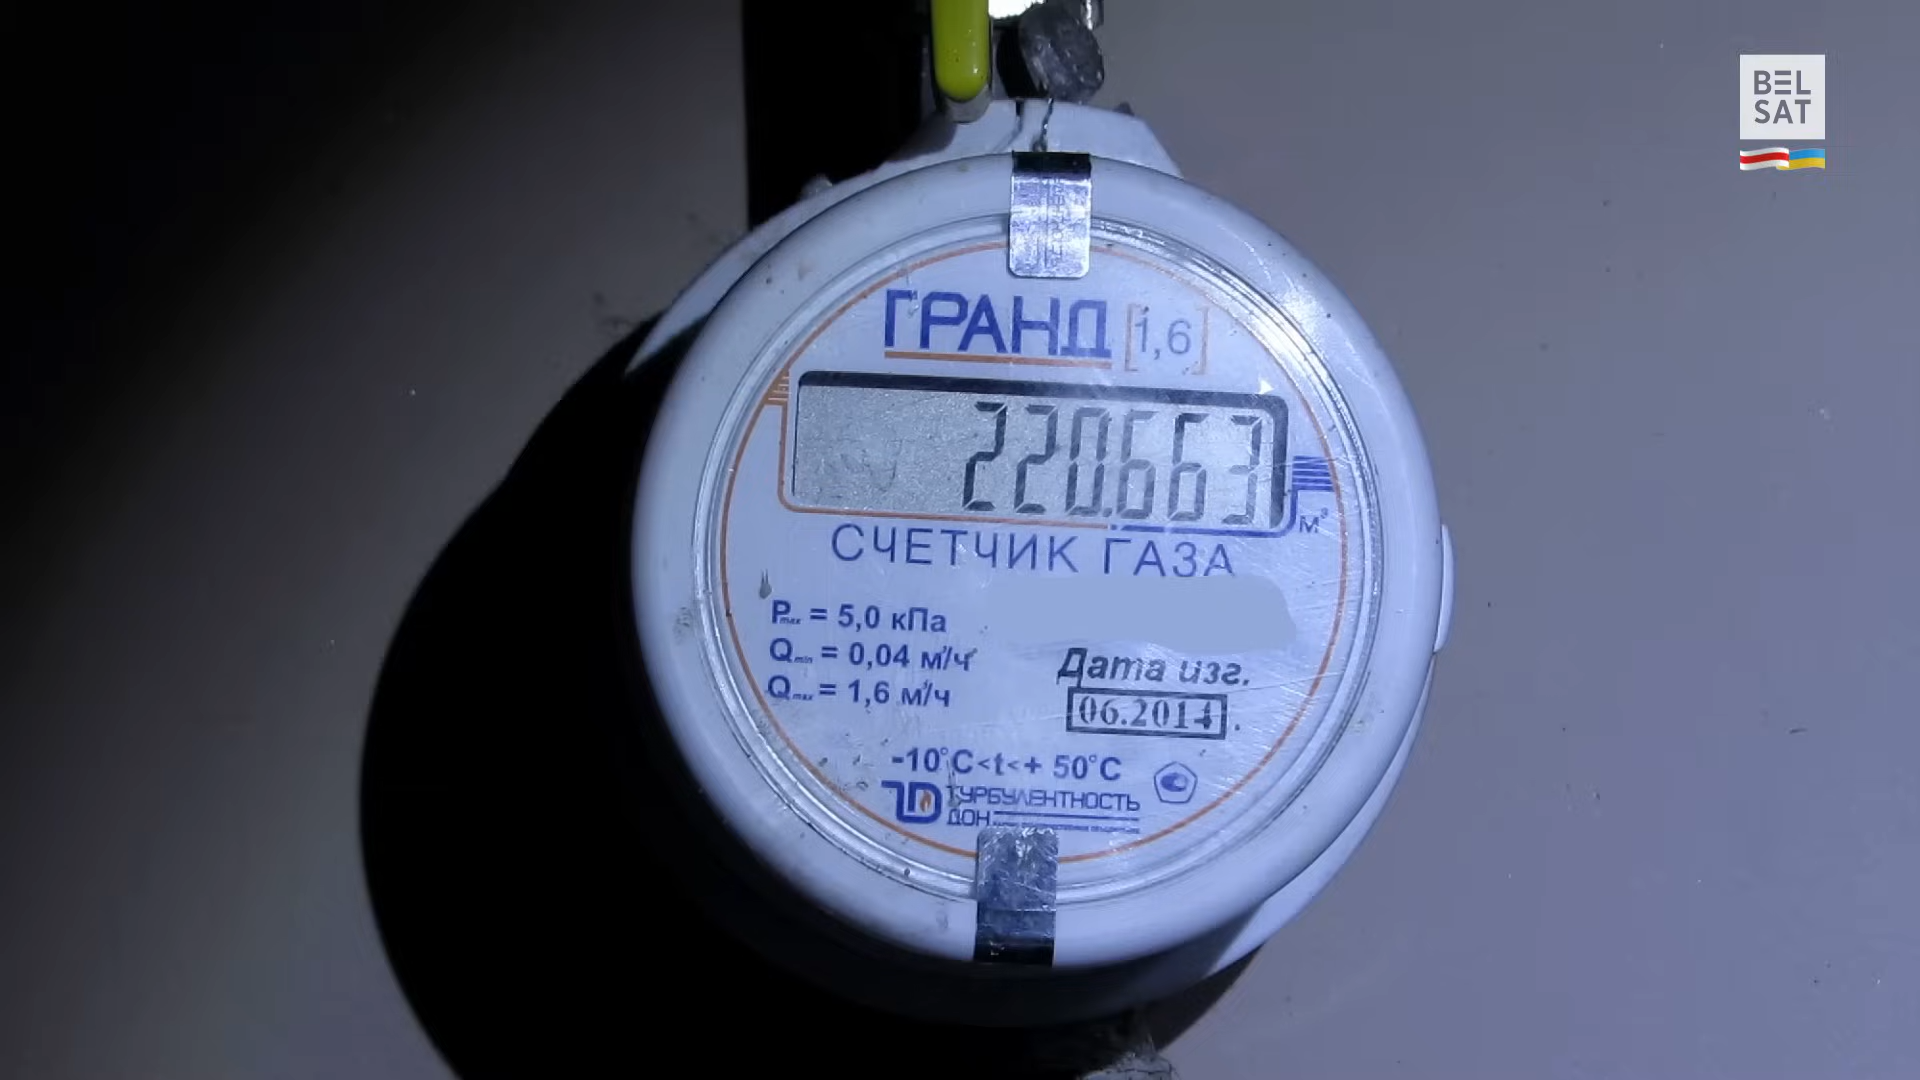 BEL
SAT
ГРАНД [1,6]
220.663
м³
СЧЕТЧИК ГАЗА
Pmax = 5,0 кПа
Qmin = 0,04 м³/ч
Qmax = 1,6 м³/ч
Дата изг.
06.2014.
-10°C<t<+ 50°C
ТУРБУЛЕНТНОСТЬ
ДОН